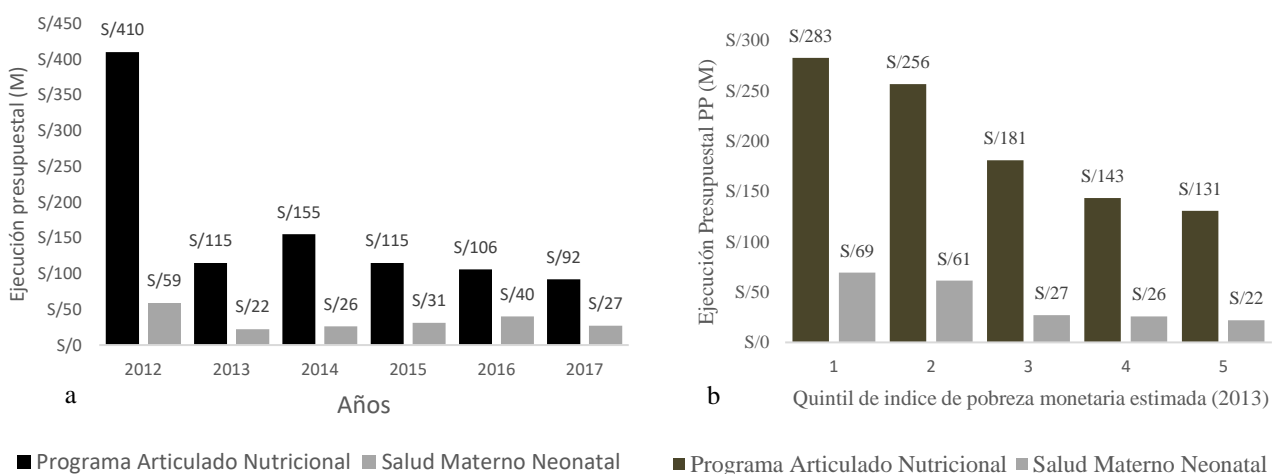 Ejecución presupuestal (M)
S/450
S/400
S/350
S/300
S/250
S/200
S/150
S/100
S/50
S/0
S/410
S/59
S/115
S/22
S/155
S/26
S/115
S/31
S/106
S/40
S/92
S/27
2012 2013 2014 2015 2016 2017
a
Años
■ Programa Articulado Nutricional ■ Salud Materno Neonatal
Ejecución Presupuestal PP (M)
S/300
S/250
S/200
S/150
S/100
S/50
S/0
S/283
S/69
S/256
S/61
S/181
S/27
S/143
S/26
S/131
S/22
1 2 3 4 5
b
Quintil de indice de pobreza monetaria estimada (2013)
■ Programa Articulado Nutricional ■ Salud Materno Neonatal